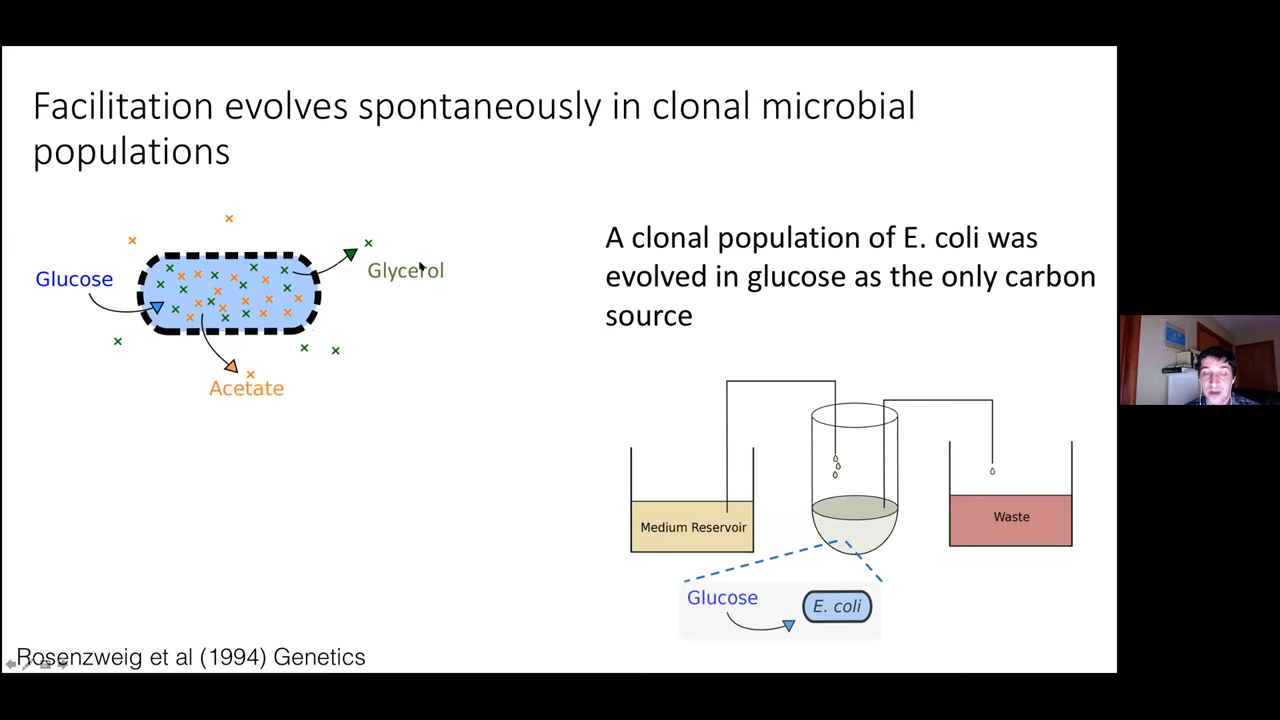 Facilitation evolves spontaneously in clonal microbial
populations
Glucose
Glycerol
Acetate
A clonal population of E. coli was
evolved in glucose as the only carbon
source
Medium Reservoir
Waste
Glucose
E. coli
Rosenzweig et al (1994) Genetics